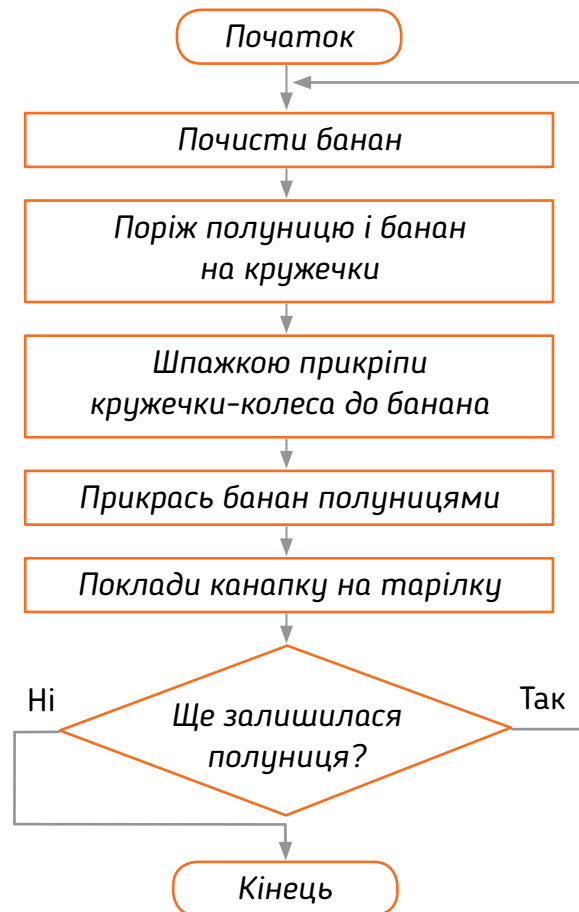 Початок
Почисти банан
Поріж полуницю і банан
на кружечки
Шпажкою прикріпи
кружечки-колеса до банана
Прикрась банан полуницями
Поклади канапку на тарілку
Ні
Так
Ще залишилася
полуниця?
Кінець